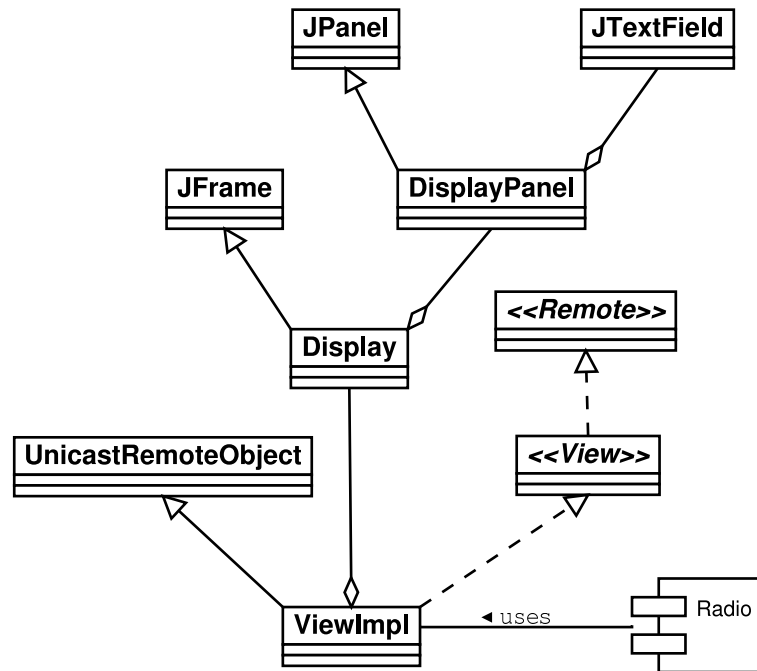 JPanel
JTextField
JFrame
DisplayPanel
<<Remote>>
Display
UnicastRemoteObject
<<View>>
ViewImpl
uses
Radio